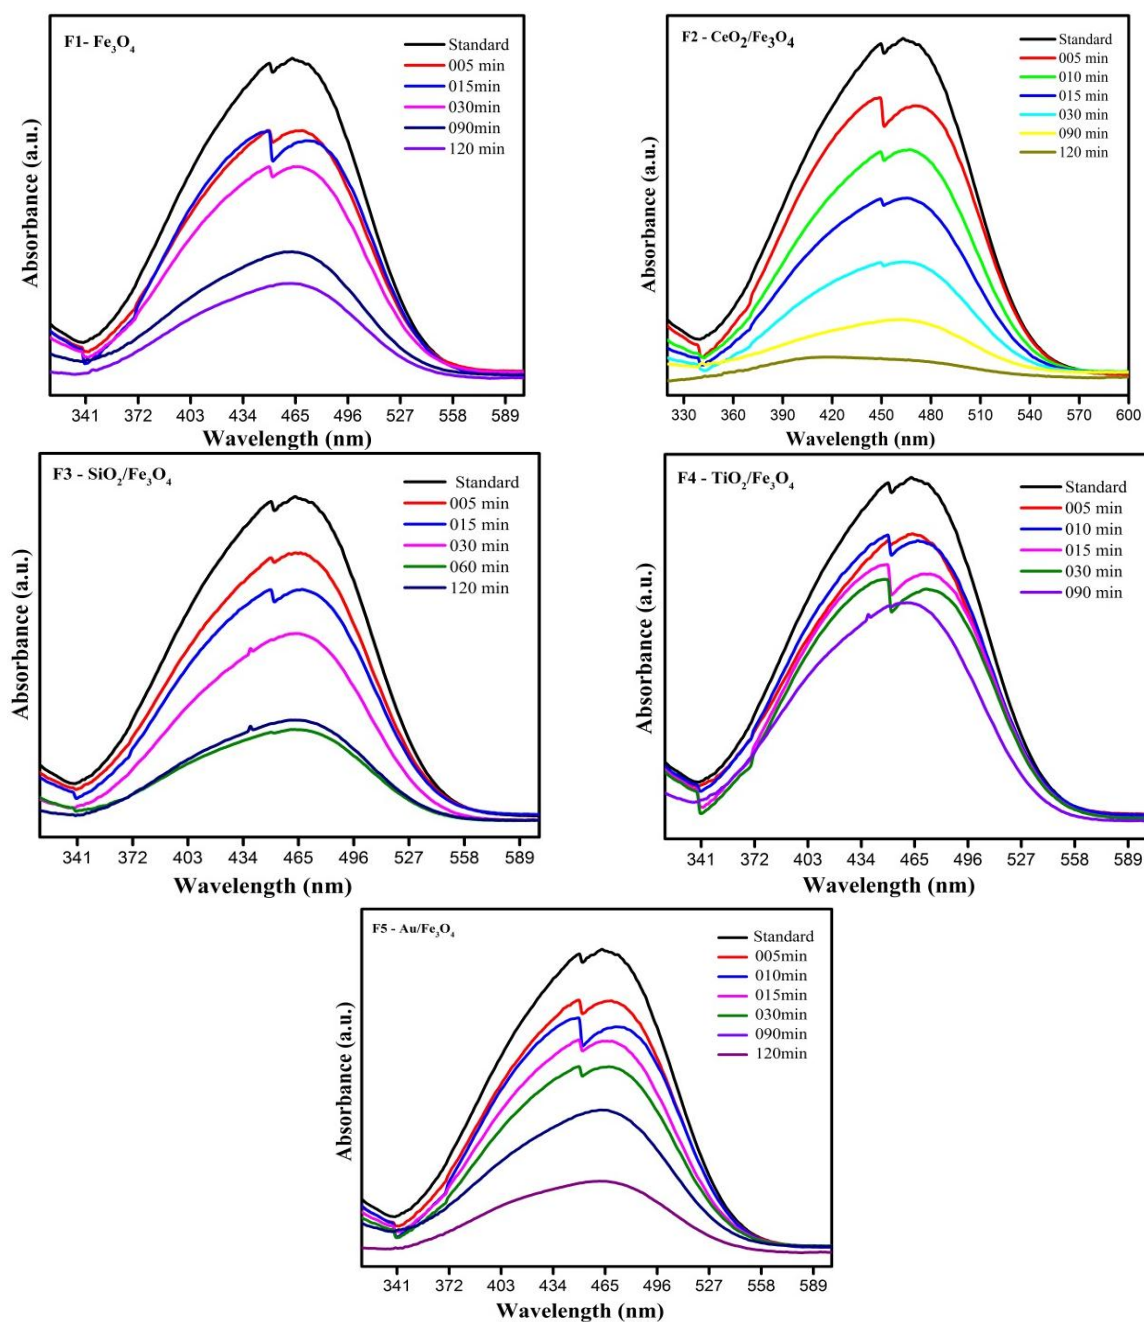 F1- Fe₃O₄
Standard
005 min
015min
030min
090min
120 min
Absorbance (a.u.)
341 372 403 434 465 496 527 558 589
Wavelength (nm)
F2 - CeO₂/Fe₃O₄
Standard
005 min
010 min
015 min
030 min
090 min
120 min
Absorbance (a.u.)
330 360 390 420 450 480 510 540 570 600
Wavelength (nm)
F3 - SiO₂/Fe₃O₄
Standard
005 min
015 min
030 min
060 min
120 min
Absorbance (a.u.)
341 372 403 434 465 496 527 558 589
Wavelength (nm)
F4 - TiO₂/Fe₃O₄
Standard
005 min
010 min
015 min
030 min
090 min
Absorbance (a.u.)
341 372 403 434 465 496 527 558 589
Wavelength (nm)
F5 - Au/Fe₃O₄
Standard
005min
010min
015min
030min
090min
120min
Absorbance (a.u.)
341 372 403 434 465 496 527 558 589
Wavelength (nm)